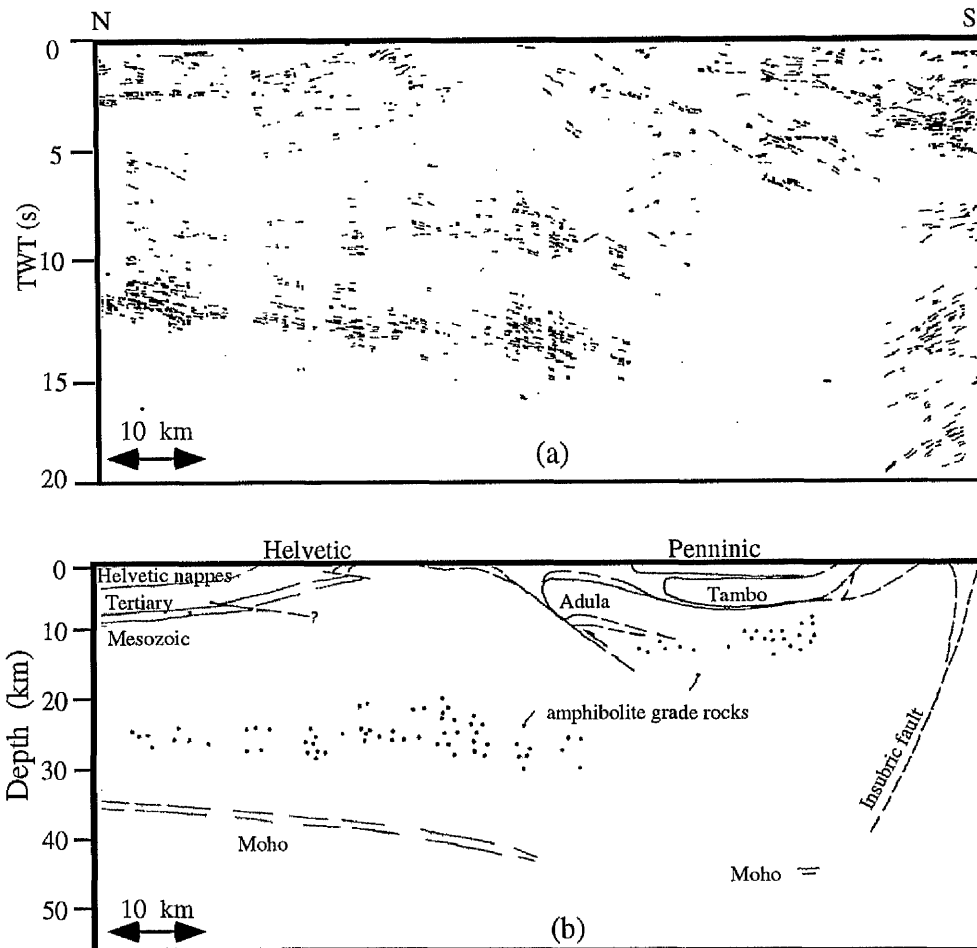 N S
0
5
10
15
20
TWT (s)
10 km
(a)
Helvetic Penninic
0
10
20
30
40
50
Depth (km)
Helvetic nappes
Tertiary
Mesozoic
?
Adula
Tambo
amphibolite grade rocks
Insubric fault
Moho
Moho
10 km
(b)